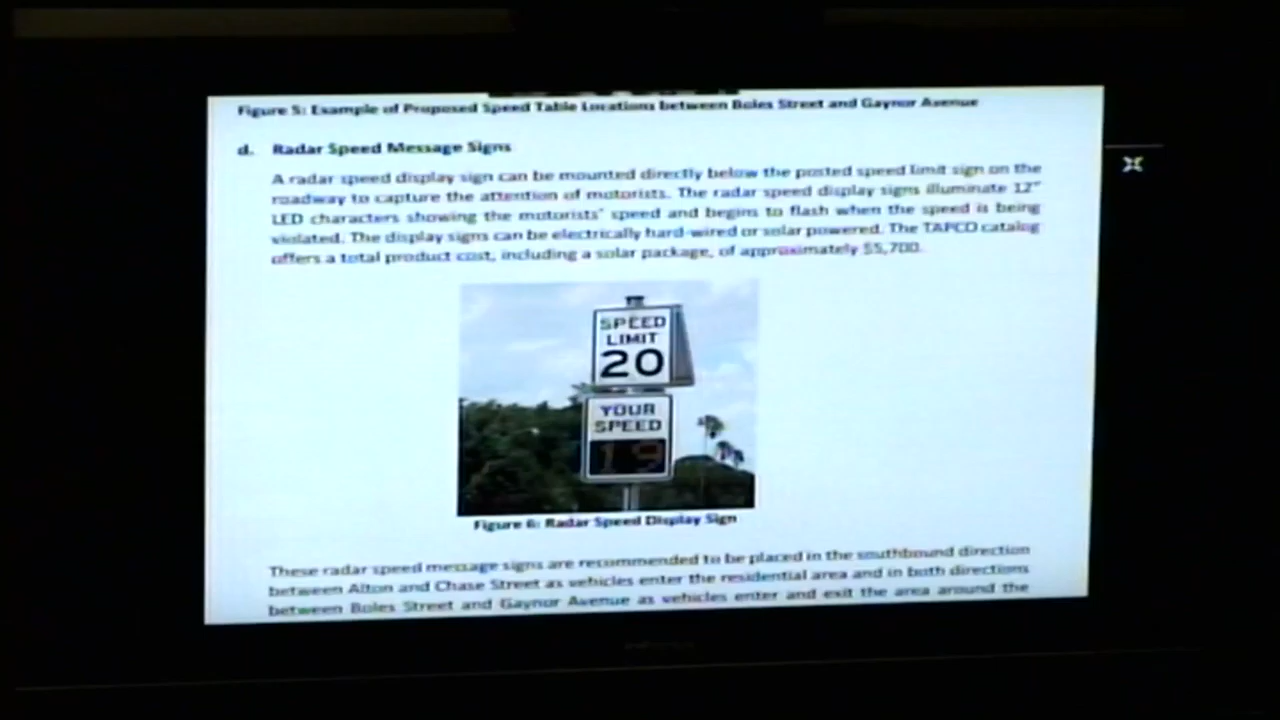 Figure 5: Example of Proposed Speed Table Locations between Boles Street and Gaynor Avenue
d. Radar Speed Message Signs
A radar speed display sign can be mounted directly below the posted speed limit sign on the
roadway to capture the attention of motorists. The radar speed display signs illuminate 12"
LED characters showing the motorists' speed and begins to flash when the speed is being
violated. The display signs can be electrically hard-wired or solar powered. The TAPCO catalog
offers a total product cost, including a solar package, of approximately $5,700.
SPEED
LIMIT
20
YOUR
SPEED
19
Figure 6: Radar Speed Display Sign
These radar speed message signs are recommended to be placed in the southbound direction
between Alton and Chase Street as vehicles enter the residential area and in both directions
between Boles Street and Gaynor Avenue as vehicles enter and exit the area around the